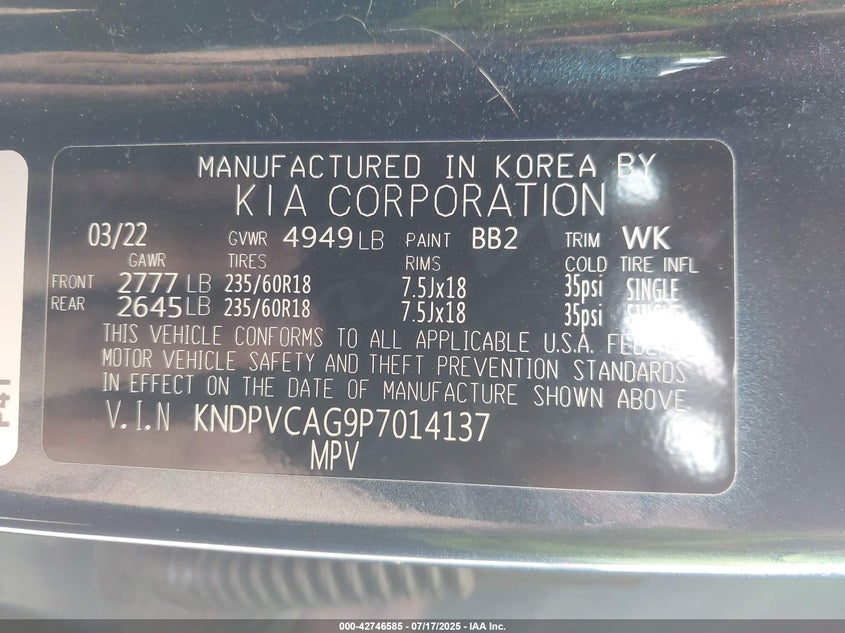 MANUFACTURED IN KOREA BY
KIA CORPORATION
03/22 GVWR 4949 LB PAINT BB2 TRIM WK
GAWR TIRES RIMS COLD TIRE INFL
FRONT 2777 LB 235/60R18 7.5Jx18 35psi SINGLE
REAR 2645 LB 235/60R18 7.5Jx18 35psi SINGLE
THIS VEHICLE CONFORMS TO ALL APPLICABLE U.S.A. FEDERAL
MOTOR VEHICLE SAFETY AND THEFT PREVENTION STANDARDS
IN EFFECT ON THE DATE OF MANUFACTURE SHOWN ABOVE.
V.I.N KNDPVCAG9P7014137
MPV
000-42746585 - 07/17/2025 - IAA Inc.